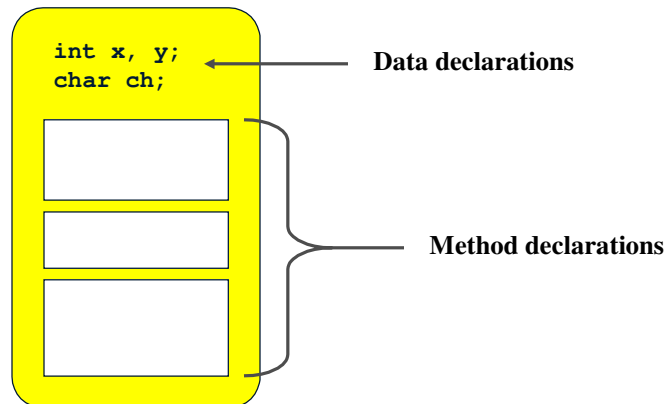 int x, y;
char ch;
Data declarations
Method declarations